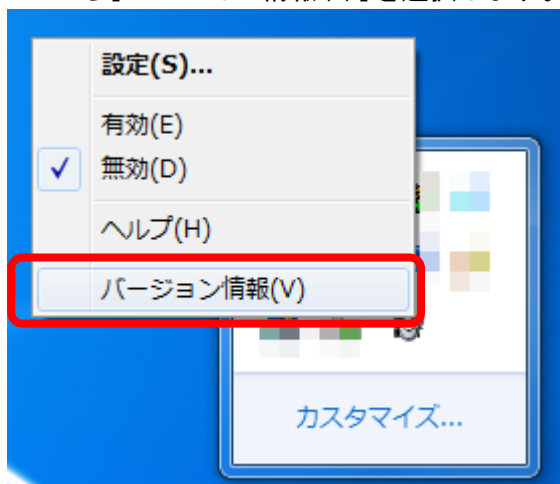 設定(S)...
有効(E)
無効(D)
ヘルプ(H)
バージョン情報(V)
カスタマイズ...